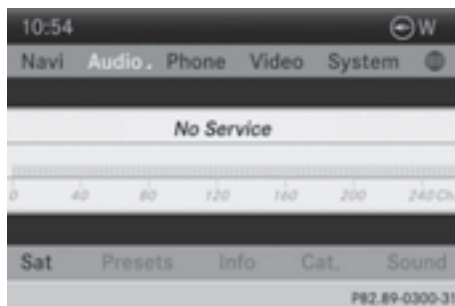 10:54 W
Navi Audio. Phone Video System
No Service
0 40 80 120 160 200 240 Ch
Sat Presets Info Cat. Sound
P82.89-0300-31